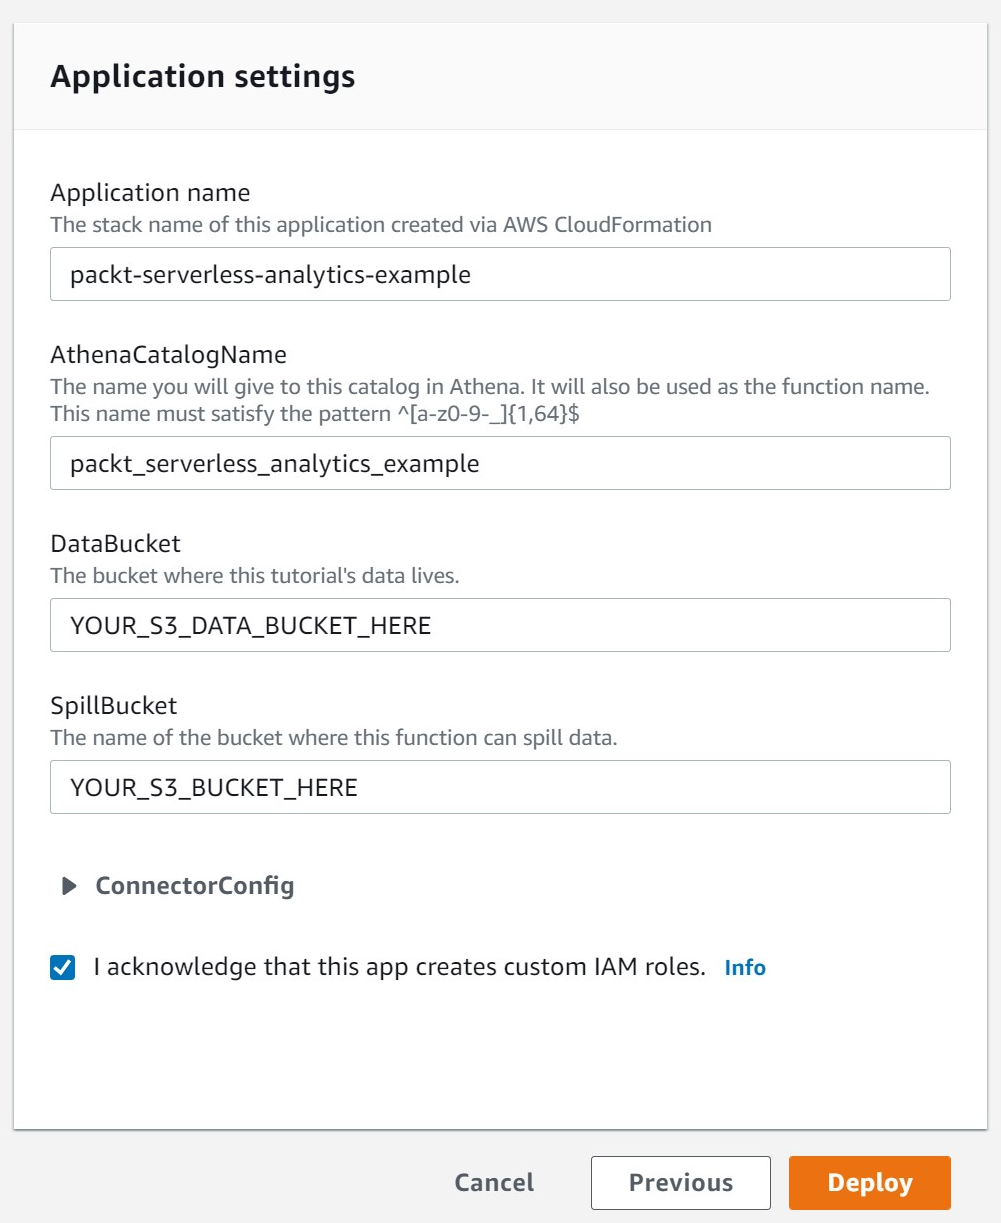 Application settings
Application name
The stack name of this application created via AWS CloudFormation
packt-serverless-analytics-example
AthenaCatalogName
The name you will give to this catalog in Athena. It will also be used as the function name.
This name must satisfy the pattern ^[a-z0-9-_]{1,64}$
packt_serverless_analytics_example
DataBucket
The bucket where this tutorial's data lives.
YOUR_S3_DATA_BUCKET_HERE
SpillBucket
The name of the bucket where this function can spill data.
YOUR_S3_BUCKET_HERE
ConnectorConfig
I acknowledge that this app creates custom IAM roles. Info
Cancel Previous Deploy